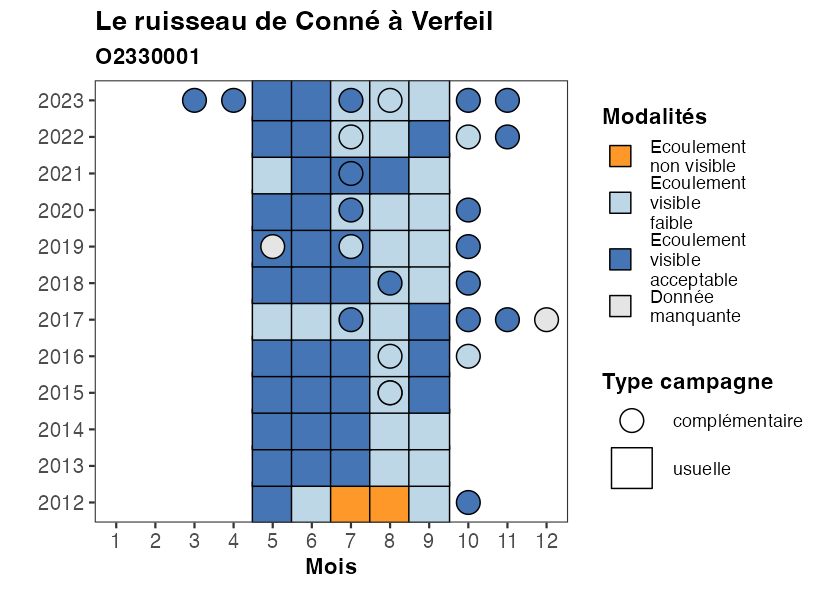 Le ruisseau de Conné à Verfeil
O2330001
2023
2022
2021
2020
2019
2018
2017
2016
2015
2014
2013
2012
1 2 3 4 5 6 7 8 9 10 11 12
Mois
Modalités
Ecoulement
non visible
Ecoulement
visible
faible
Ecoulement
visible
acceptable
Donnée
manquante
Type campagne
complémentaire
usuelle